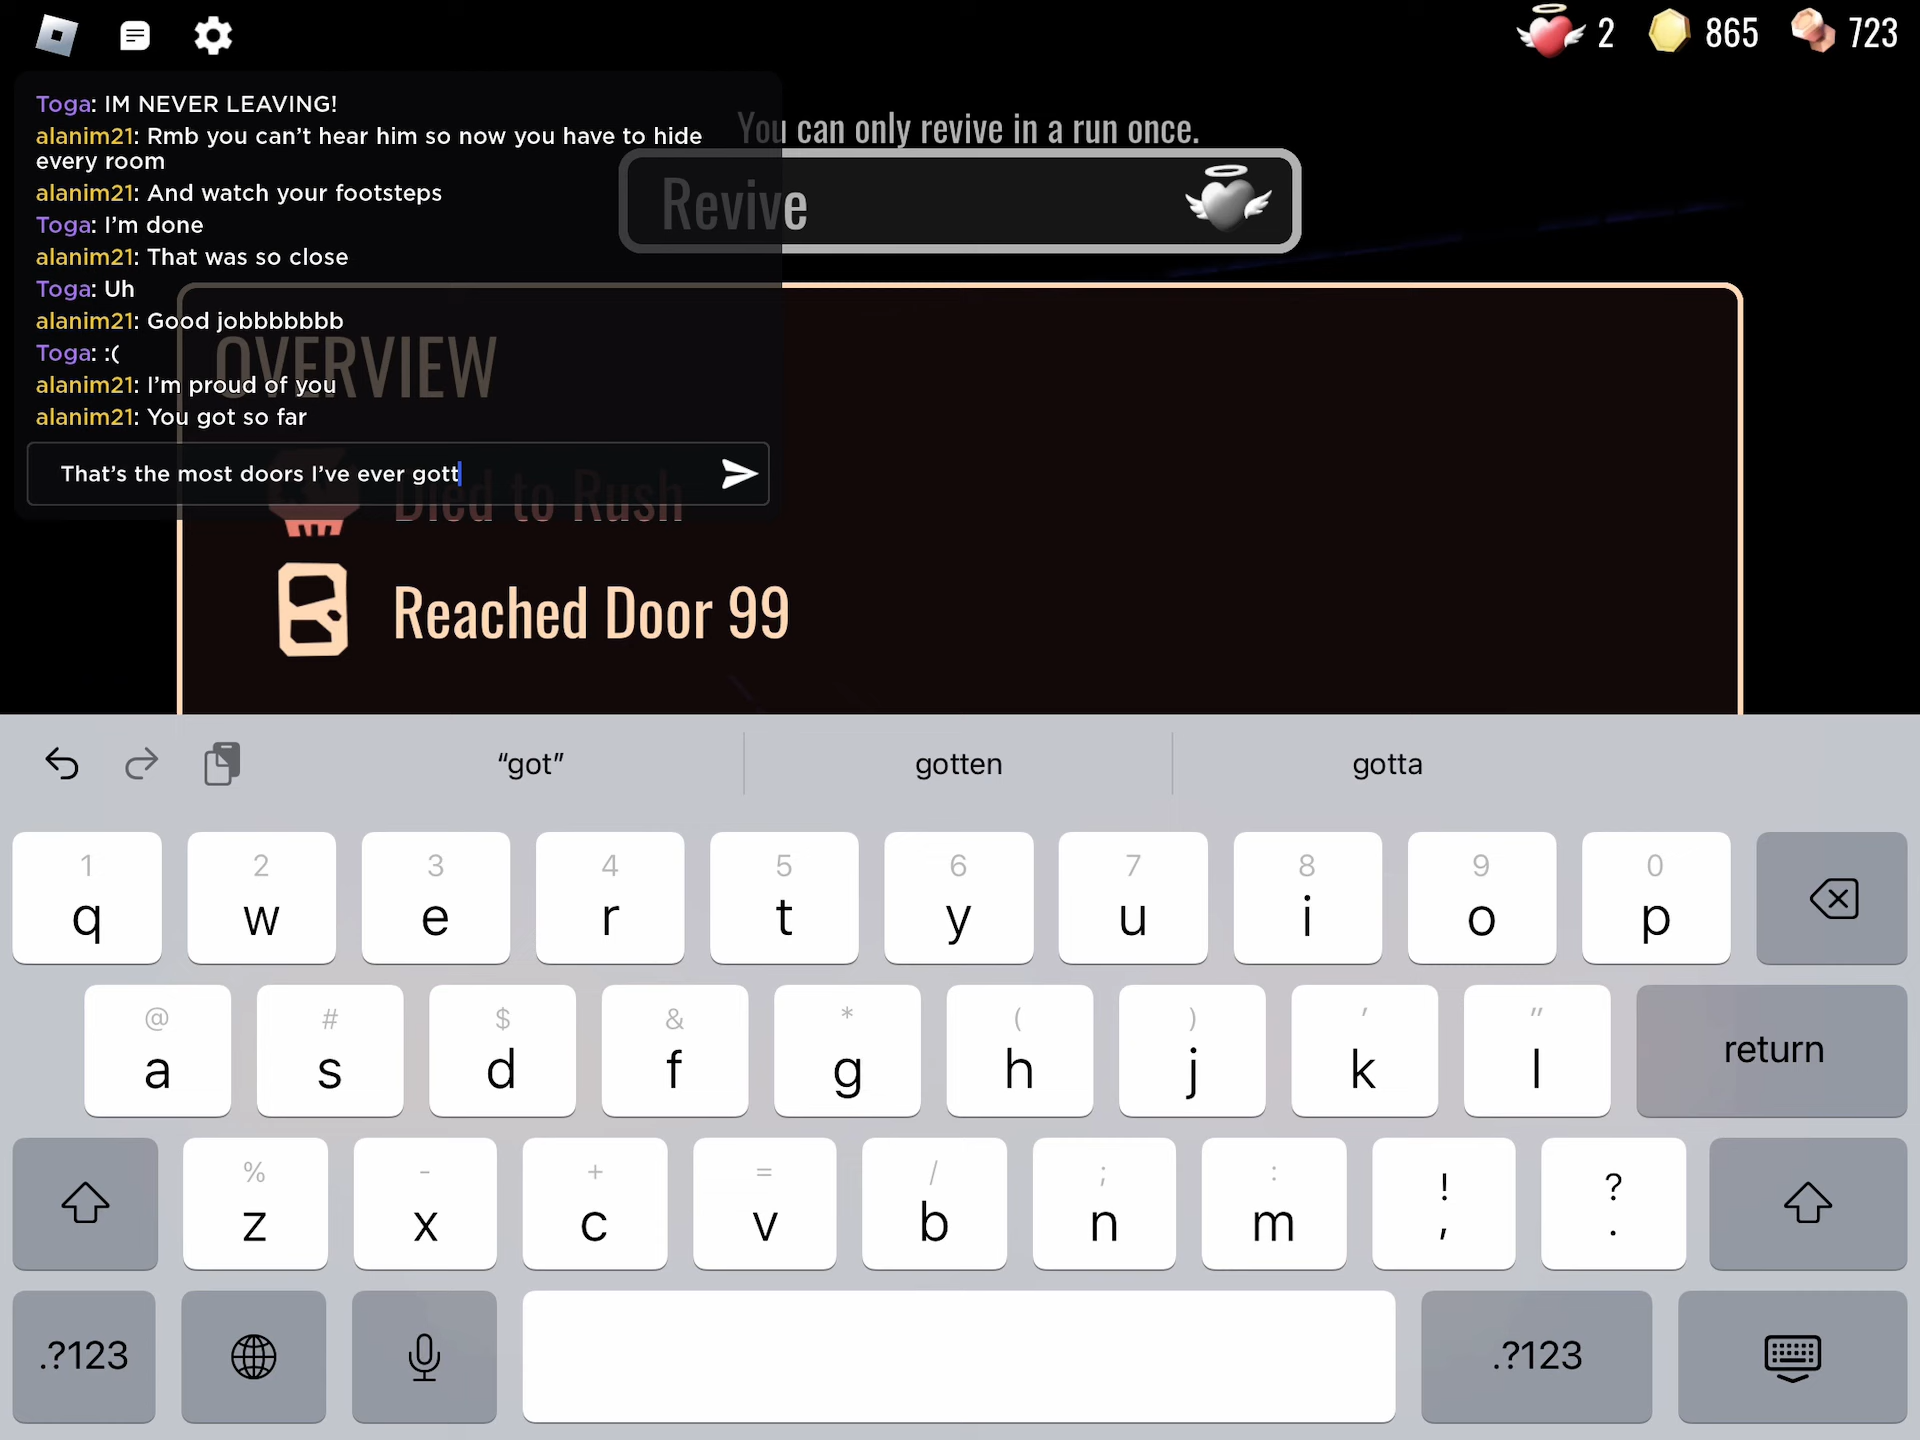 2
865
723
Toga: IM NEVER LEAVING!
alanim21: Rmb you can’t hear him so now you have to hide
every room
alanim21: And watch your footsteps
Toga: I’m done
alanim21: That was so close
Toga: Uh
alanim21: Good jobbbbbbb
Toga: :(
alanim21: I’m proud of you
alanim21: You got so far
That’s the most doors I’ve ever gott
You can only revive in a run once.
Revive
OVERVIEW
Died to Rush
Reached Door 99
“got” gotten gotta
1 2 3 4 5 6 7 8 9 0
q w e r t y u i o p
@ # $ & * ( ) ' "
a s d f g h j k l return
% - + = / ; : ! ?
z x c v b n m , .
.?123 .?123